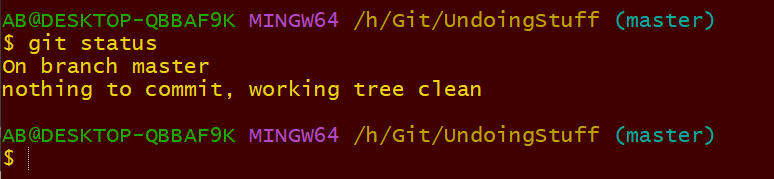 AB@DESKTOP-QBBAF9K MINGW64 /h/Git/UndoingStuff (master)
$ git status
On branch master
nothing to commit, working tree clean
AB@DESKTOP-QBBAF9K MINGW64 /h/Git/UndoingStuff (master)
$